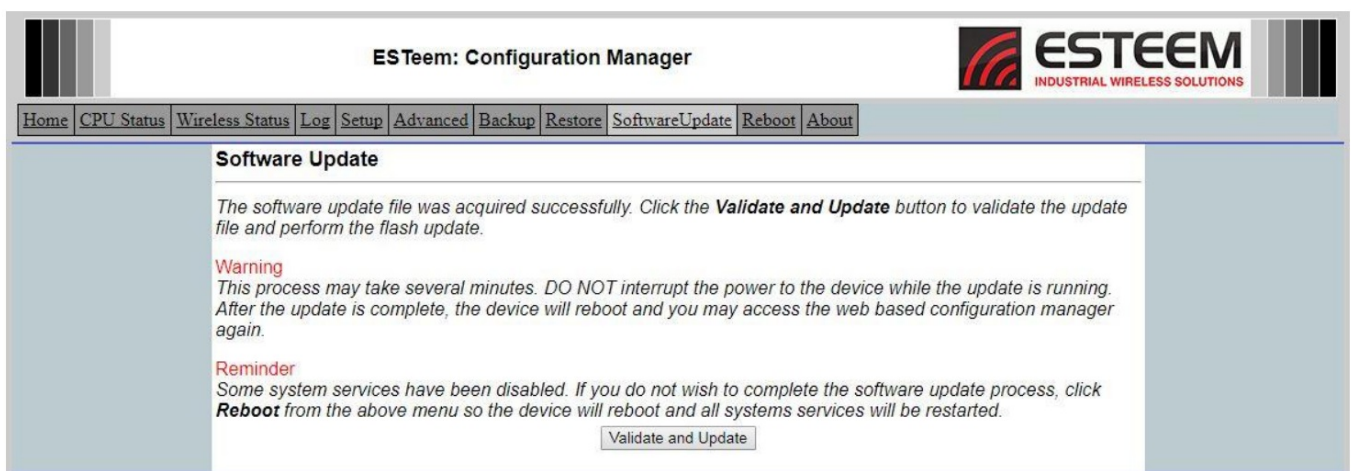 ESTeem: Configuration Manager
ESTEEM
INDUSTRIAL WIRELESS SOLUTIONS
Home CPU Status Wireless Status Log Setup Advanced Backup Restore SoftwareUpdate Reboot About
Software Update
The software update file was acquired successfully. Click the Validate and Update button to validate the update
file and perform the flash update.
Warning
This process may take several minutes. DO NOT interrupt the power to the device while the update is running.
After the update is complete, the device will reboot and you may access the web based configuration manager
again.
Reminder
Some system services have been disabled. If you do not wish to complete the software update process, click
Reboot from the above menu so the device will reboot and all systems services will be restarted.
Validate and Update